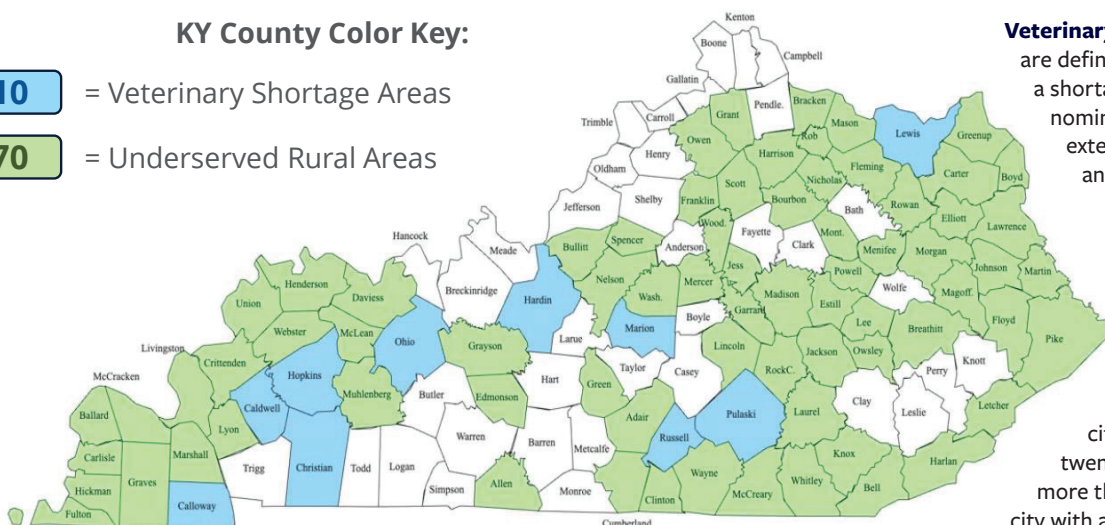 KY County Color Key:
10 = Veterinary Shortage Areas
70 = Underserved Rural Areas
Veterinary
are defin
a shorta
nomin
exte
an
cit
twen
more th
city with a
Kenton
Boone
Campbell
Gallatin
Pendle.
Bracken
Trimble
Carroll
Grant
Mason
Lewis
Greenup
Owen
Rob
Henry
Harrison
Fleming
Carter
Boyd
Oldham
Nicholas
Scott
Shelby
Franklin
Bourbon
Rowan
Jefferson
Bath
Elliott
Lawrence
Wood.
Fayette
Clark
Mont.
Hancock
Meade
Bullitt
Spencer
Anderson
Menifee
Morgan
Jess
Powell
Johnson
Martin
Henderson
Breckinridge
Hardin
Nelson
Mercer
Madison
Wolfe
Magoff.
Union
Daviess
Wash.
Garrard
Estill
Lee
Floyd
Webster
McLean
Ohio
Larue
Marion
Boyle
Breathitt
Pike
Livingston
Crittenden
Grayson
Lincoln
Jackson
Owsley
Knott
McCracken
Hopkins
Taylor
Casey
RockC.
Perry
Hart
Green
Muhlenberg
Butler
Edmonson
Clay
Leslie
Letcher
Ballard
Caldwell
Adair
Pulaski
Laurel
Lyon
Warren
Barren
Metcalfe
Russell
Knox
Harlan
Carlisle
Marshall
Trigg
Christian
Todd
Logan
Wayne
Whitley
Bell
Graves
Hickman
Simpson
Allen
Monroe
Clinton
McCreary
Calloway
Fulton
Cumberland